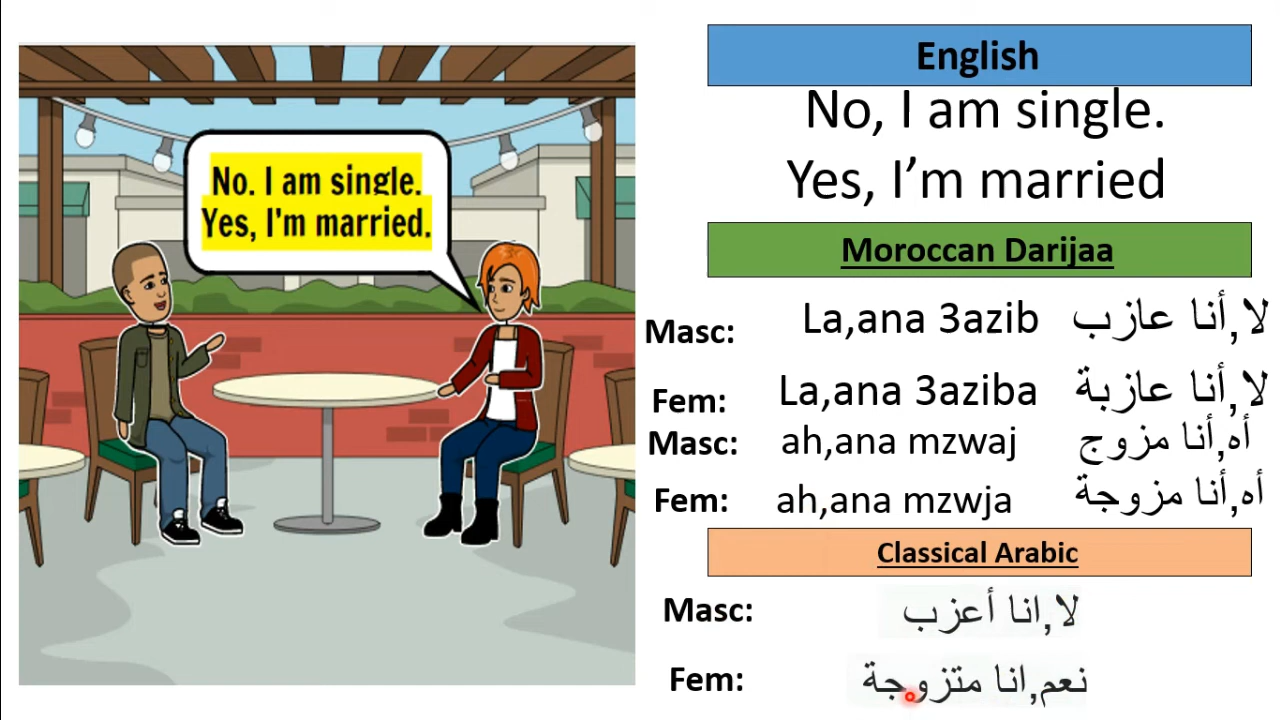 No. I am single.
Yes, I'm married.
English
No, I am single.
Yes, I’m married
Moroccan Darijaa
Masc: La,ana 3azib لا,أنا عازب
Fem: La,ana 3aziba لا,أنا عازبة
Masc: ah,ana mzwaj أه,أنا مزوج
Fem: ah,ana mzwja أه,أنا مزوجة
Classical Arabic
Masc: لا,انا أعزب
Fem: نعم,انا متزوجة